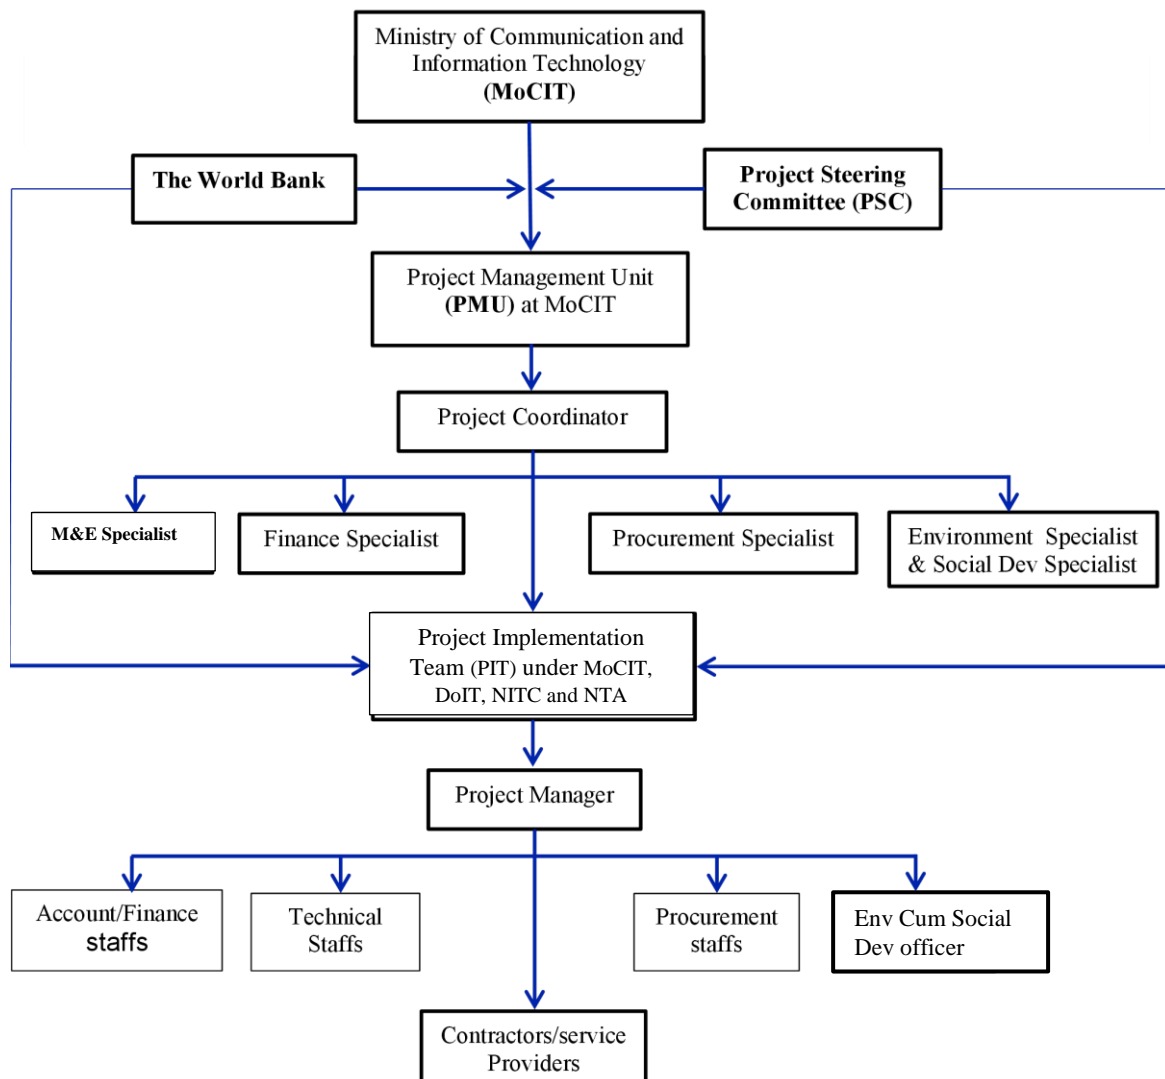 Ministry of Communication and
Information Technology
(MoCIT)
The World Bank
Project Steering
Committee (PSC)
Project Management Unit
(PMU) at MoCIT
Project Coordinator
M&E Specialist
Finance Specialist
Procurement Specialist
Environment Specialist
& Social Dev Specialist
Project Implementation
Team (PIT) under MoCIT,
DoIT, NITC and NTA
Project Manager
Account/Finance
staffs
Technical
Staffs
Procurement
staffs
Env Cum Social
Dev officer
Contractors/service
Providers